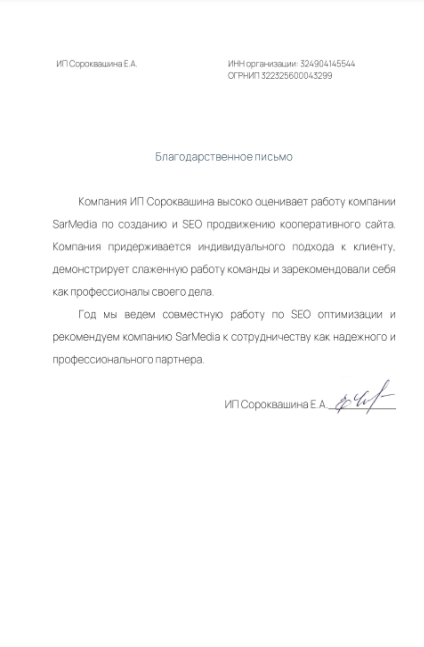 ИП Сороквашина Е.А.
ИНН организации: 324904145544
ОГРНИП 322325600043299
Благодарственное письмо
Компания ИП Сороквашина высоко оценивает работу компании
SarMedia по созданию и SEO продвижению кооперативного сайта.
Компания придерживается индивидуального подхода к клиенту,
демонстрирует слаженную работу команды и зарекомендовали себя
как профессионалы своего дела.
Год мы ведем совместную работу по SEO оптимизации и
рекомендуем компанию SarMedia к сотрудничеству как надежного и
профессионального партнера.
ИП Сороквашина Е.А.